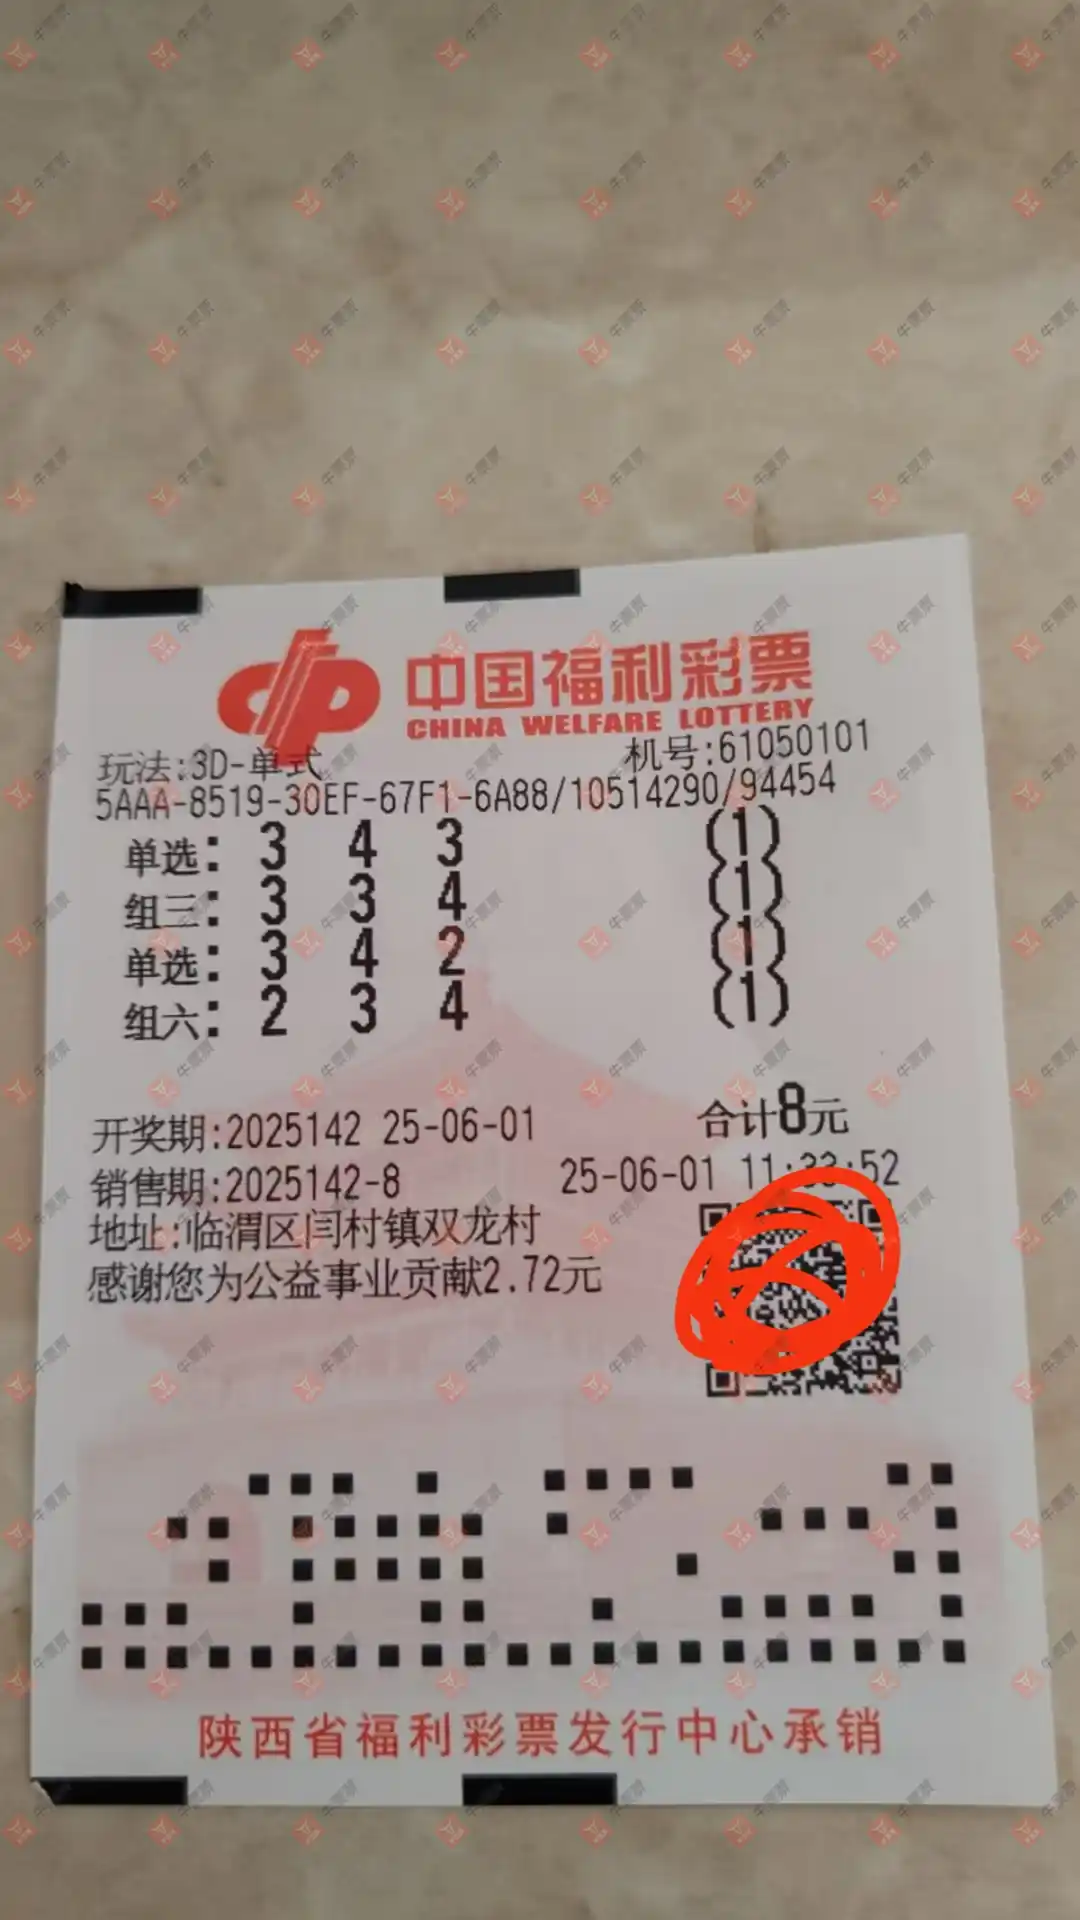 中国福利彩票
CHINA WELFARE LOTTERY
玩法:3D-单式 机号:61050101
5AAA-8519-30EF-67F1-6A88/10514290/94454
单选: 3 4 3 (1)
组三: 3 3 4 (1)
单选: 3 4 2 (1)
组六: 2 3 4 (1)
开奖期:2025142 25-06-01 合计8元
销售期:2025142-8 25-06-01 11:33:52
地址:临渭区闫村镇双龙村
感谢您为公益事业贡献2.72元
陕西省福利彩票发行中心承销